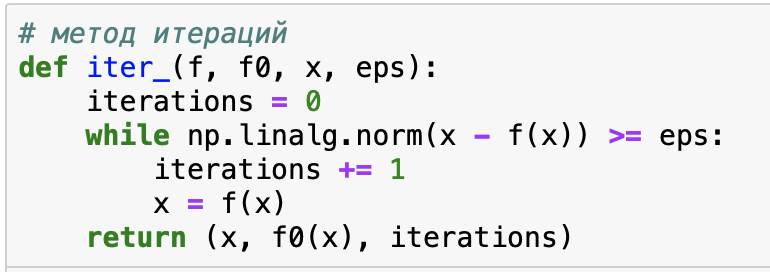 # метод итераций
def iter_(f, f0, x, eps):
    iterations = 0
    while np.linalg.norm(x - f(x)) >= eps:
        iterations += 1
        x = f(x)
    return (x, f0(x), iterations)